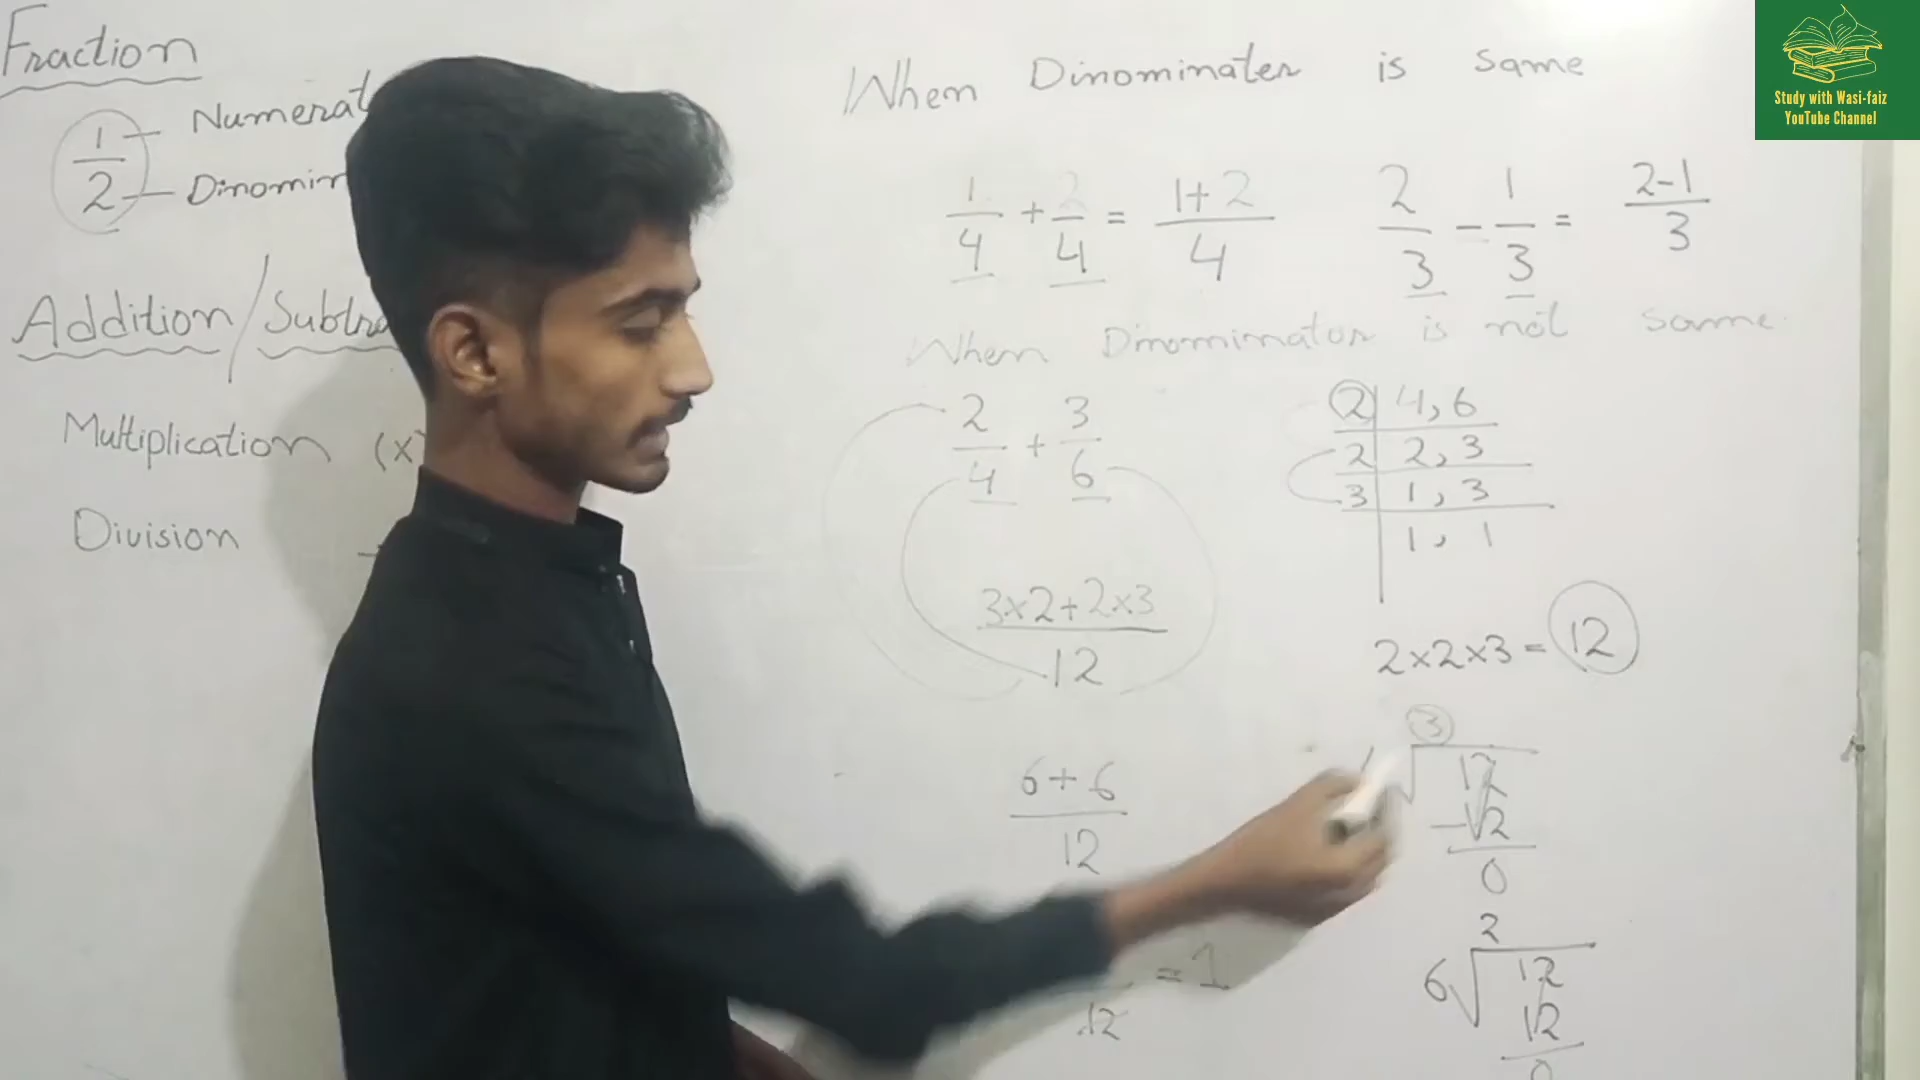 Fraction
1/2
Numerat
Dinomin
Addition / Subtra
Multiplication (x)
Division
When Dinominater is same
1/4 + 2/4 = 1+2/4
2/3 - 1/3 = 2-1/3
When Dinominator is not same.
2/4 + 3/6
3x2+2x3/12
6+6/12
12 = 1
2 | 4, 6
2 | 2, 3
3 | 1, 3
1, 1
2x2x3 = 12
3
12
-12
0
2
6√12
12
0
Study with Wasi-faiz
YouTube Channel